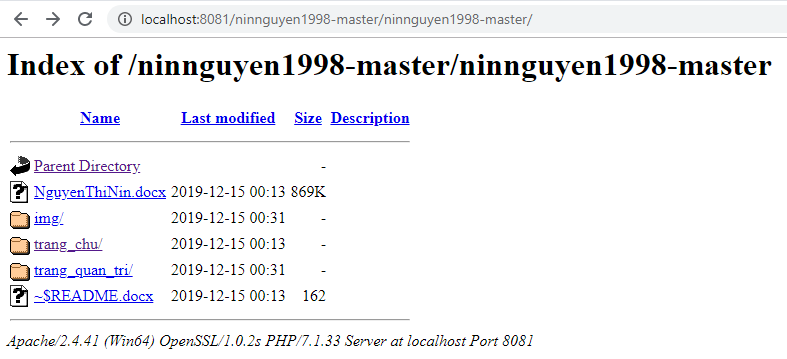 localhost:8081/ninnguyen1998-master/ninnguyen1998-master/
Index of /ninnguyen1998-master/ninnguyen1998-master
Name Last modified Size Description
Parent Directory -
NguyenThiNin.docx 2019-12-15 00:13 869K
img/ 2019-12-15 00:31 -
trang_chu/ 2019-12-15 00:13 -
trang_quan_tri/ 2019-12-15 00:31 -
~$README.docx 2019-12-15 00:13 162
Apache/2.4.41 (Win64) OpenSSL/1.0.2s PHP/7.1.33 Server at localhost Port 8081